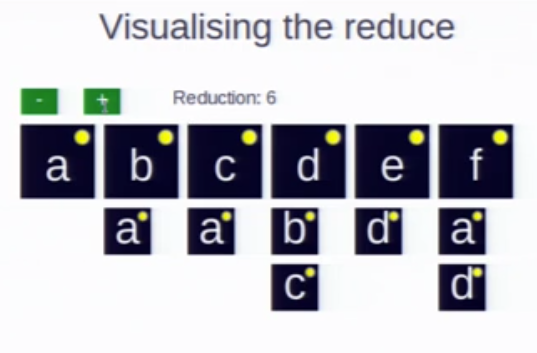 Visualising the reduce
- + Reduction: 6
a b c d e f
a a b d a
c d